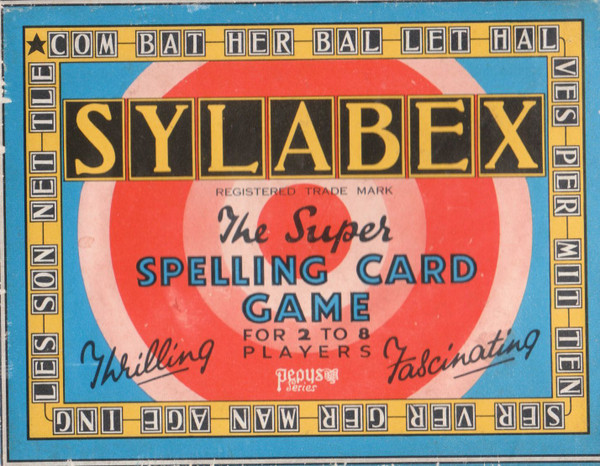 COM BAT HER BAL LET HAL
VES PER MIT TEN
SER VER GER MAN AGE ING
LES SON NET TLE
SYLABEX
REGISTERED TRADE MARK
The Super
SPELLING CARD
GAME
FOR 2 TO 8
PLAYERS
Thrilling
Fascinating
Pepys
Series